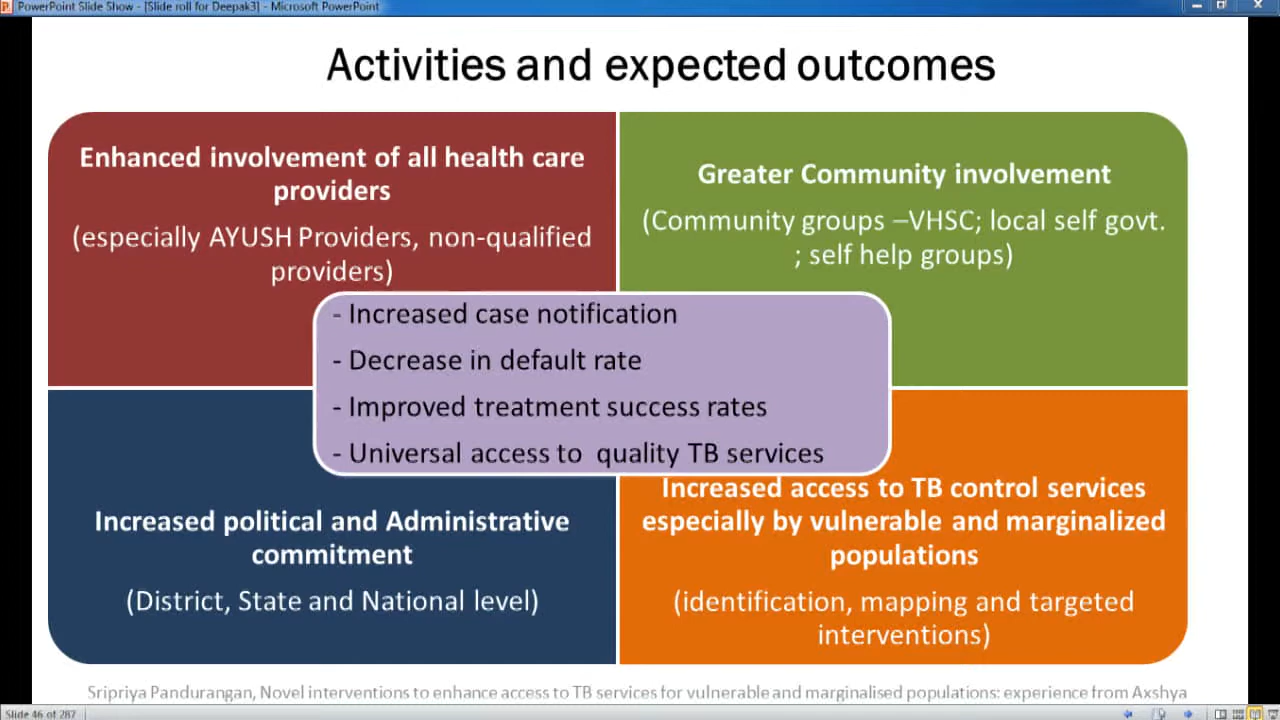 PowerPoint Slide Show - [Slide roll for Deepak3] - Microsoft PowerPoint
Activities and expected outcomes
Enhanced involvement of all health care
providers
(especially AYUSH Providers, non-qualified
providers)
Greater Community involvement
(Community groups –VHSC; local self govt.
; self help groups)
- Increased case notification
- Decrease in default rate
- Improved treatment success rates
- Universal access to quality TB services
Increased political and Administrative
commitment
(District, State and National level)
Increased access to TB control services
especially by vulnerable and marginalized
populations
(identification, mapping and targeted
interventions)
Sripriya Pandurangan, Novel interventions to enhance access to TB services for vulnerable and marginalised populations: experience from Axshya
Slide 46 of 287